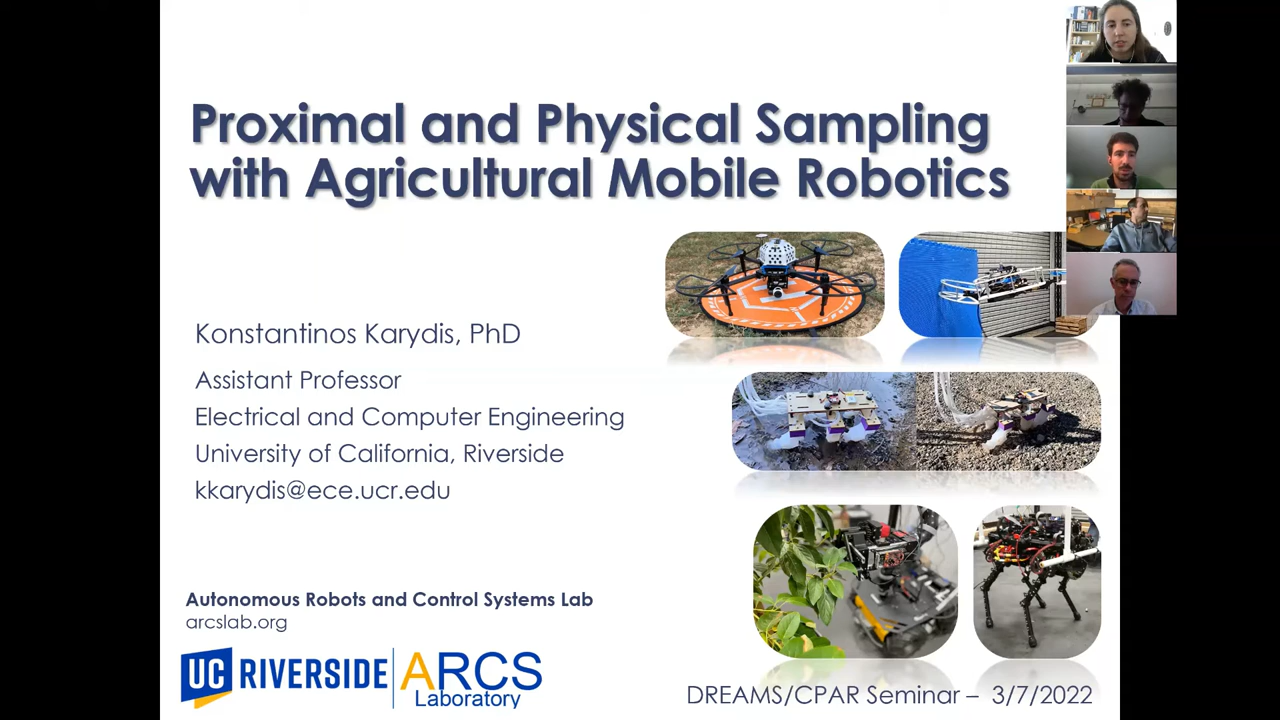 Proximal and Physical Sampling
with Agricultural Mobile Robotics
Konstantinos Karydis, PhD
Assistant Professor
Electrical and Computer Engineering
University of California, Riverside
kkarydis@ece.ucr.edu
Autonomous Robots and Control Systems Lab
arcslab.org
UC RIVERSIDE
ARCS
Laboratory
DREAMS/CPAR Seminar – 3/7/2022